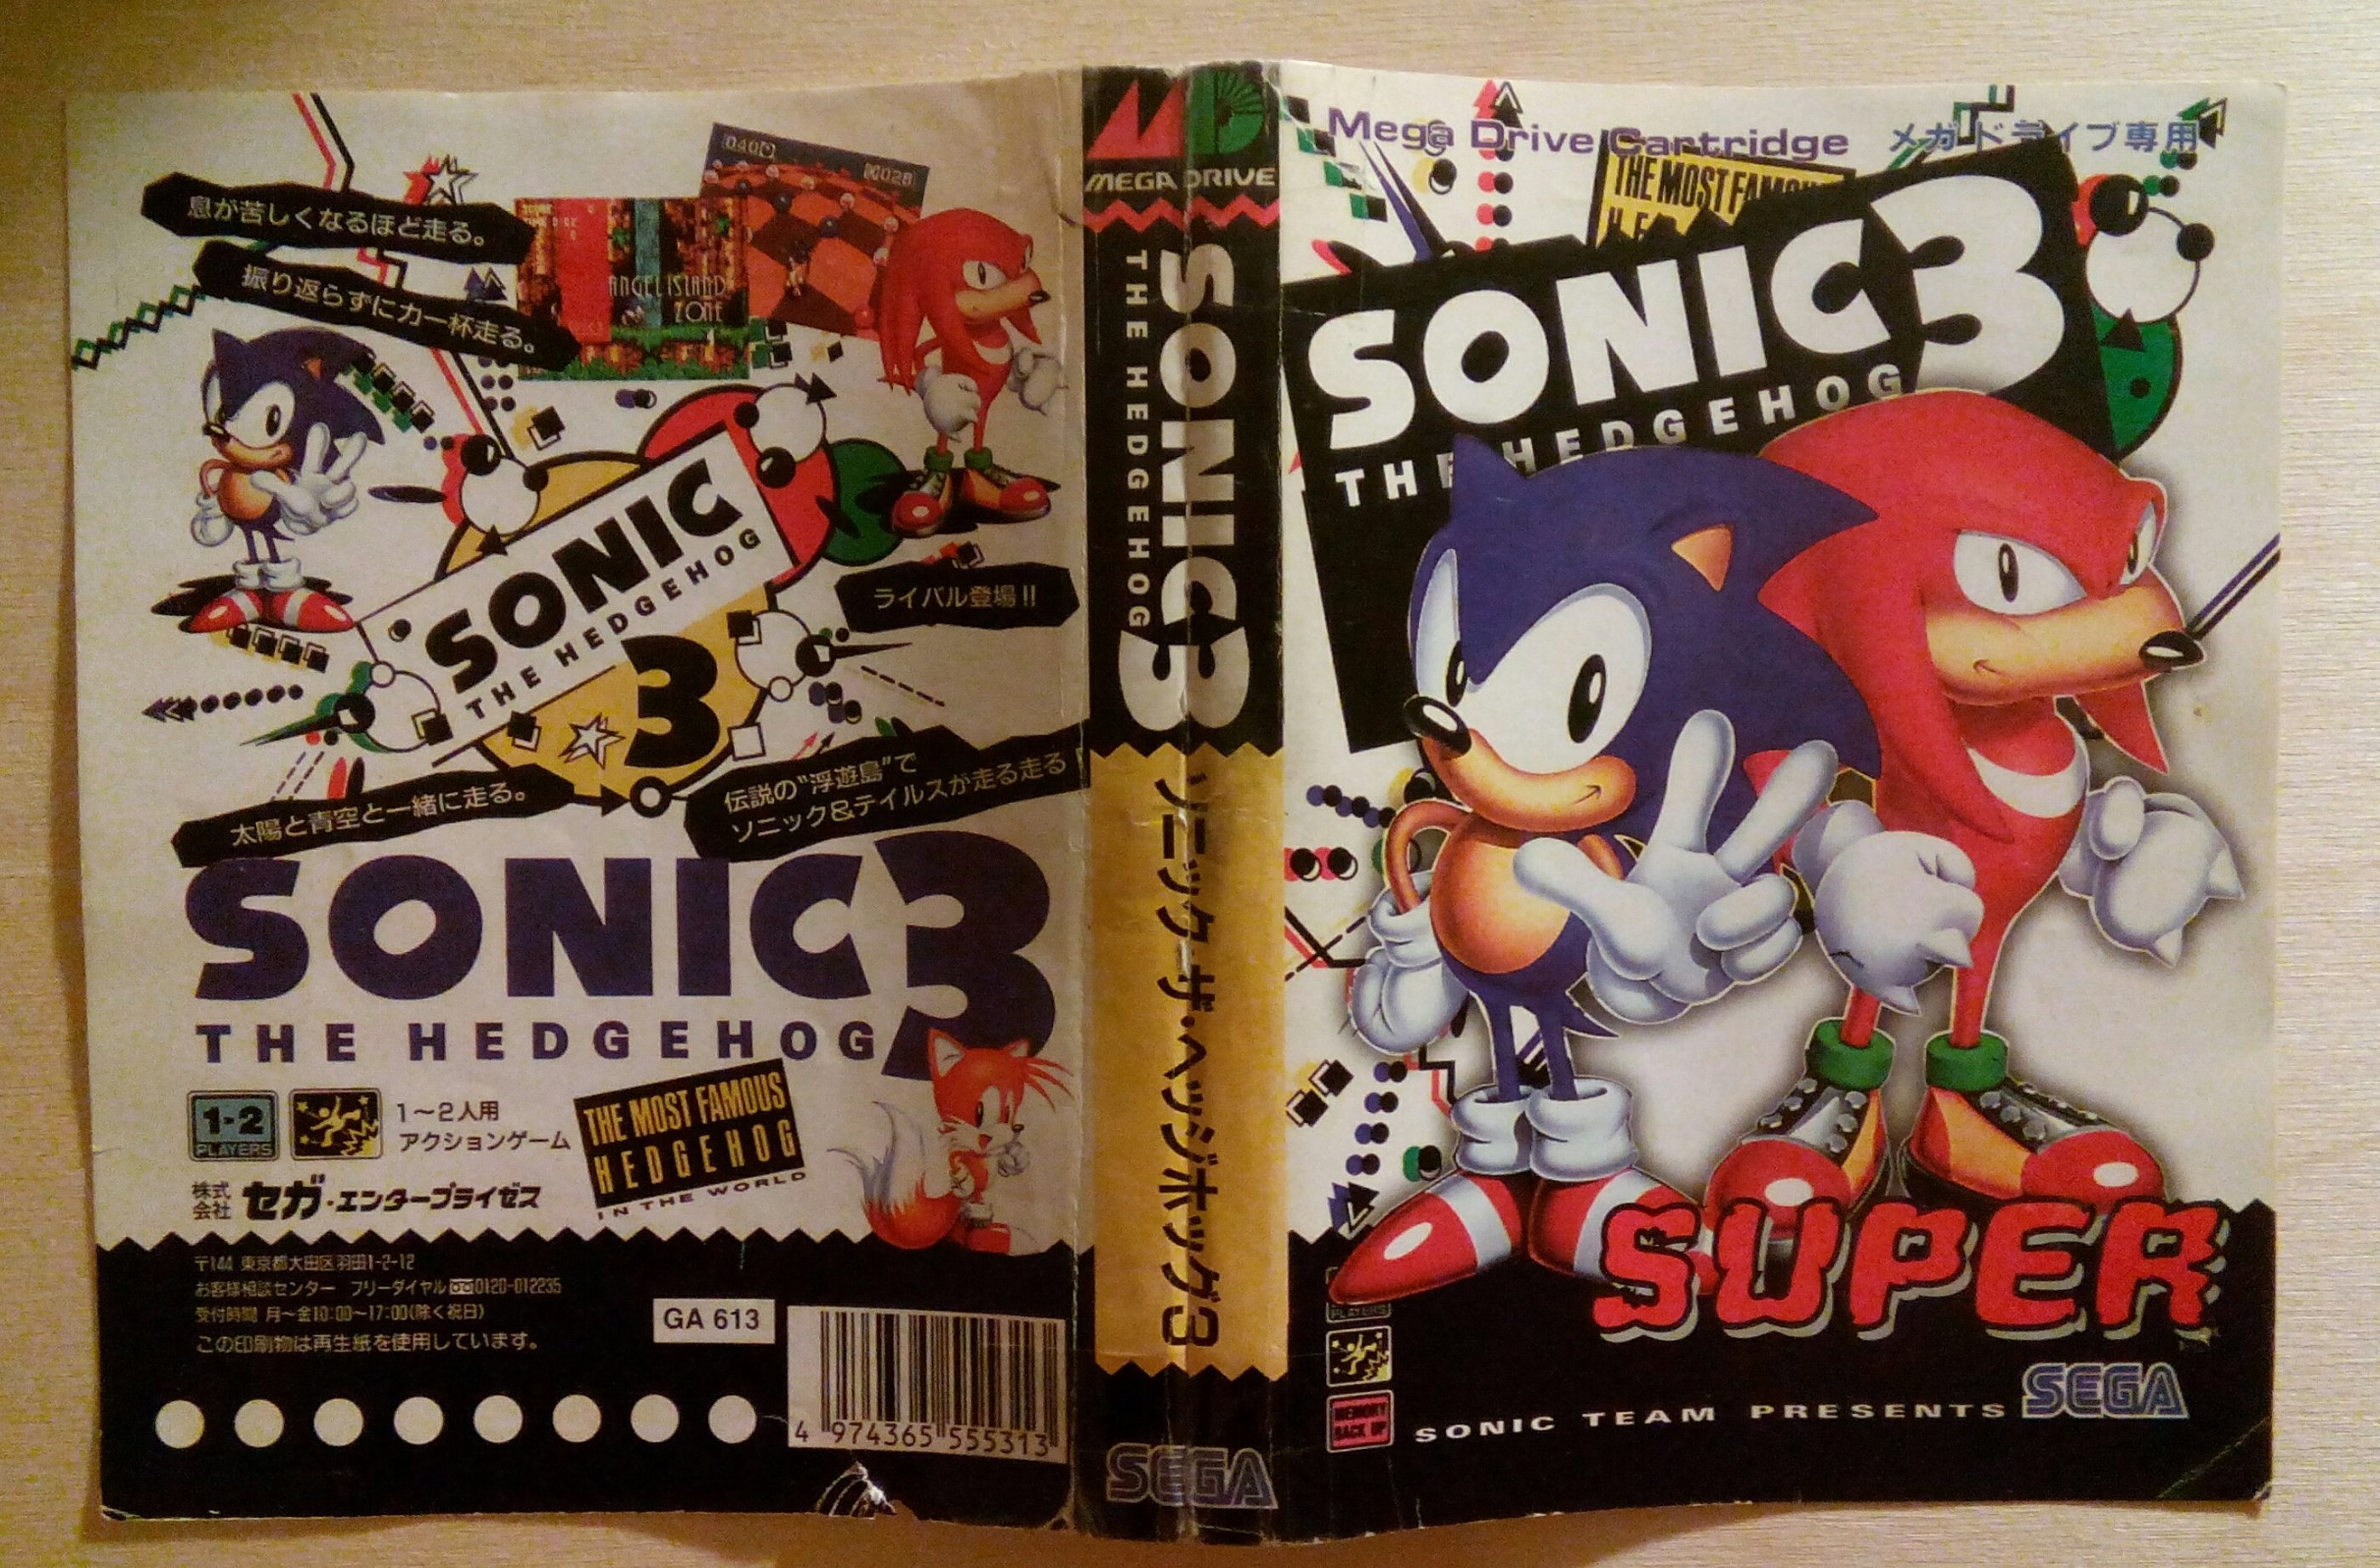 息が苦しくなるほど走る。
振り返らずに力一杯走る。
040
028
ANGEL ISLAND
ZONE
SONIC
THE HEDGEHOG
3
ライバル登場!!
太陽と青空と一緒に走る。
伝説の"浮遊島"で
ソニック&テイルスが走る走る
SONIC 3
THE HEDGEHOG
1-2
PLAYERS
1〜2人用
アクションゲーム
THE MOST FAMOUS
HEDGEHOG
IN THE WORLD
株式会社 セガ・エンタープライゼス
〒144 東京都大田区羽田1-2-12
お客様相談センター フリーダイヤル 0120-012235
受付時間 月〜金10:00〜17:00(除く祝日)
この印刷物は再生紙を使用しています。
GA 613
4 974365 555313
MEGA DRIVE
SONIC 3
THE HEDGEHOG
ソニック・ザ・ヘッジホッグ3
SEGA
Mega Drive Cartridge メガドライブ専用
THE MOST FAMOUS
SONIC 3
THE HEDGEHOG
SUPER
PLAYERS
MEMORY
BACK UP
SONIC TEAM PRESENTS SEGA